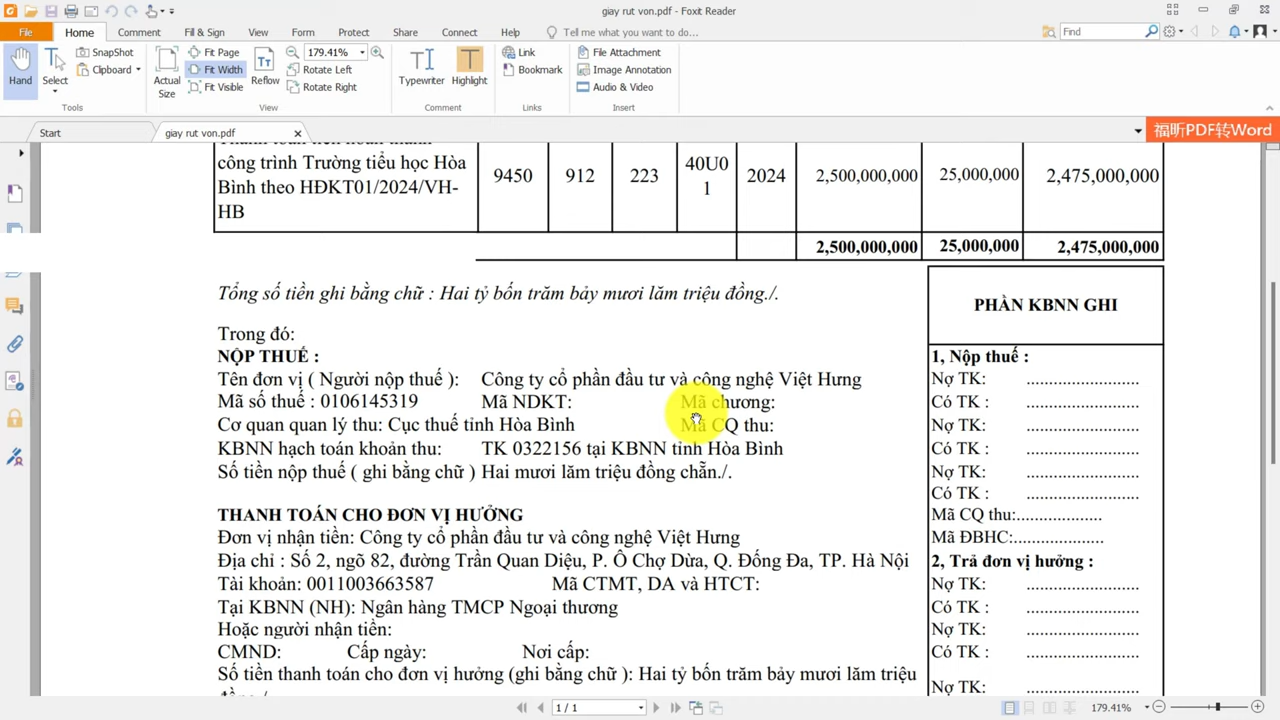 giay rut von.pdf - Foxit Reader
File Home Comment Fill & Sign View Form Protect Share Connect Help Tell me what you want to do... Find
Hand
Select
SnapShot
Clipboard
Tools
Actual Size
Fit Page
Fit Width
Fit Visible
Reflow
179.41%
Rotate Left
Rotate Right
View
Typewriter
Highlight
Comment
Link
Bookmark
Links
File Attachment
Image Annotation
Audio & Video
Insert
Start
giay rut von.pdf
福昕PDF转Word
công trình Trường tiểu học Hòa
Bình theo HĐKT01/2024/VH-
HB
9450 912 223 40U0
1
2024 2,500,000,000 25,000,000 2,475,000,000
2,500,000,000 25,000,000 2,475,000,000
Tổng số tiền ghi bằng chữ : Hai tỷ bốn trăm bảy mươi lăm triệu đồng./.
Trong đó:
NỘP THUẾ :
Tên đơn vị ( Người nộp thuế ): Công ty cổ phần đầu tư và công nghệ Việt Hưng
Mã số thuế : 0106145319 Mã NDKT: Mã chương:
Cơ quan quản lý thu: Cục thuế tỉnh Hòa Bình Mã CQ thu:
KBNN hạch toán khoản thu: TK 0322156 tại KBNN tỉnh Hòa Bình
Số tiền nộp thuế ( ghi bằng chữ ) Hai mươi lăm triệu đồng chẵn./.
THANH TOÁN CHO ĐƠN VỊ HƯỞNG
Đơn vị nhận tiền: Công ty cổ phần đầu tư và công nghệ Việt Hưng
Địa chỉ : Số 2, ngõ 82, đường Trần Quan Diệu, P. Ô Chợ Dừa, Q. Đống Đa, TP. Hà Nội
Tài khoản: 0011003663587 Mã CTMT, DA và HTCT:
Tại KBNN (NH): Ngân hàng TMCP Ngoại thương
Hoặc người nhận tiền:
CMND: Cấp ngày: Nơi cấp:
Số tiền thanh toán cho đơn vị hưởng (ghi bằng chữ ): Hai tỷ bốn trăm bảy mươi lăm triệu
PHẦN KBNN GHI
1, Nộp thuế :
Nợ TK: ........................
Có TK : ........................
Nợ TK: ........................
Có TK : ........................
Nợ TK: ........................
Có TK : ........................
Mã CQ thu:..................
Mã ĐBHC:..................
2, Trả đơn vị hưởng :
Nợ TK: ........................
Có TK : ........................
Nợ TK: ........................
Có TK : ........................
Nợ TK: ........................
1 / 1
179.41%